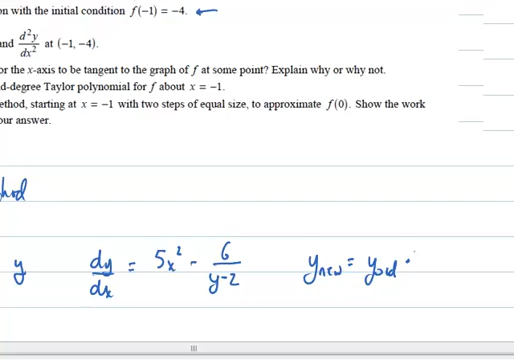 on with the initial condition f(−1) = −4.
and d²y/dx² at (−1, −4).
or the x-axis to be tangent to the graph of f at some point? Explain why or why not.
d-degree Taylor polynomial for f about x = −1.
ethod, starting at x = −1 with two steps of equal size, to approximate f(0). Show the work
our answer.
hod
y dy/dx = 5x² − 6/(y−2) ynew = yold